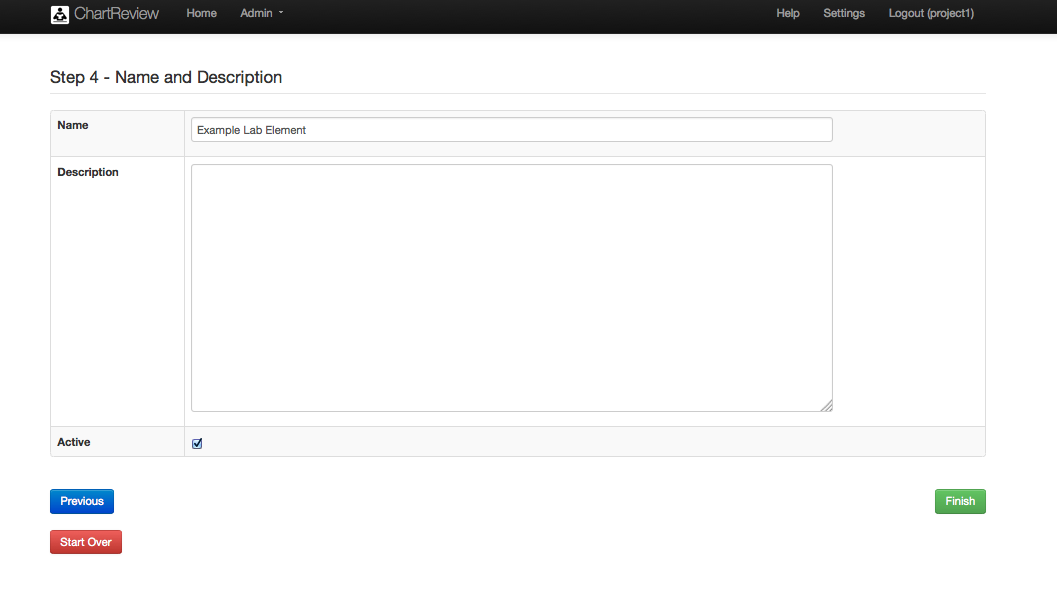 ChartReview Home Admin Help Settings Logout (project1)
Step 4 - Name and Description
Name Example Lab Element
Description
Active
Previous Finish
Start Over